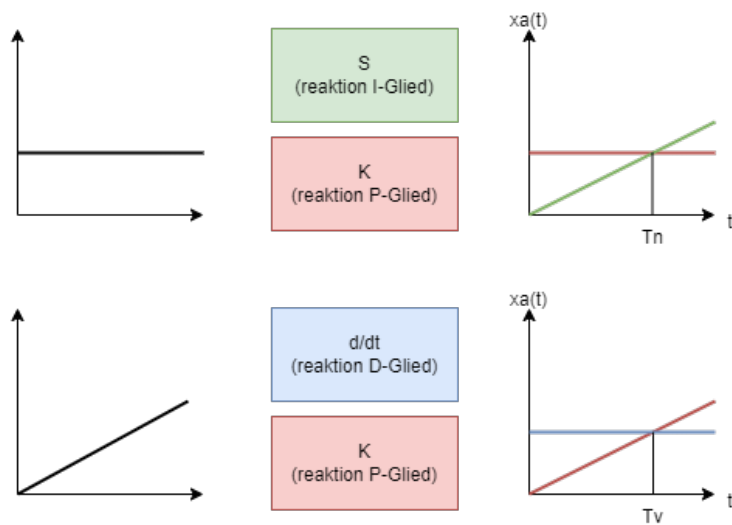 xa(t)
S
(reaktion I-Glied)
K
(reaktion P-Glied)
Tn
t
xa(t)
d/dt
(reaktion D-Glied)
K
(reaktion P-Glied)
t
Tv